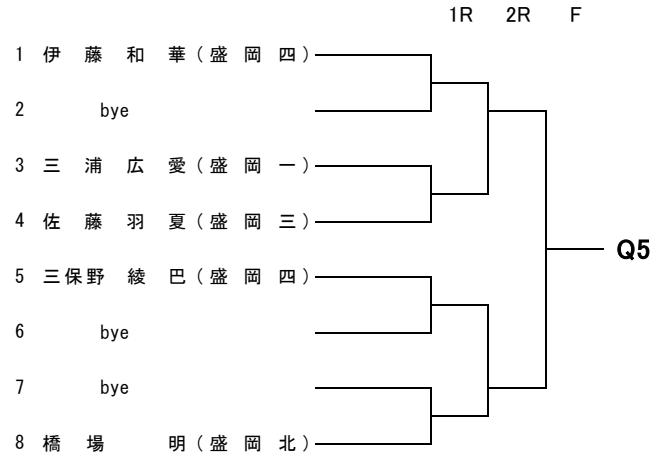 1R 2R F
1 伊藤和華(盛岡四)
2 bye
3 三浦広愛(盛岡一)
4 佐藤羽夏(盛岡三)
Q5
5 三保野綾巴(盛岡四)
6 bye
7 bye
8 橋場明(盛岡北)